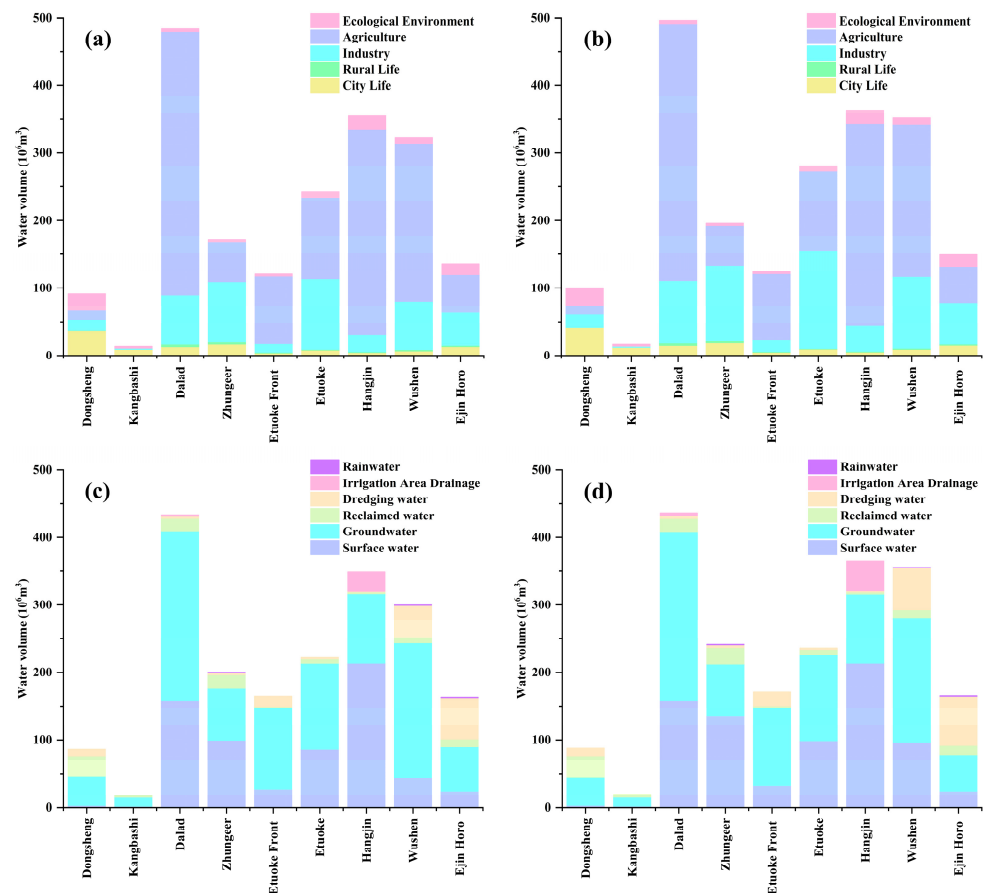 (a)
Ecological Environment
Agriculture
Industry
Rural Life
City Life
Water volume (10⁶m³)
500
400
300
200
100
0
Dongsheng
Kangbashi
Dalad
Zhungeer
Etuoke Front
Etuoke
Hangjin
Wushen
Ejin Horo
(b)
Ecological Environment
Agriculture
Industry
Rural Life
City Life
Water volume (10⁶m³)
500
400
300
200
100
0
Dongsheng
Kangbashi
Dalad
Zhungeer
Etuoke Front
Etuoke
Hangjin
Wushen
Ejin Horo
(c)
Rainwater
Irrigation Area Drainage
Dredging water
Reclaimed water
Groundwater
Surface water
Water volume (10⁶m³)
500
400
300
200
100
0
Dongsheng
Kangbashi
Dalad
Zhungeer
Etuoke Front
Etuoke
Hangjin
Wushen
Ejin Horo
(d)
Rainwater
Irrigation Area Drainage
Dredging water
Reclaimed water
Groundwater
Surface water
Water volume (10⁶m³)
500
400
300
200
100
0
Dongsheng
Kangbashi
Dalad
Zhungeer
Etuoke Front
Etuoke
Hangjin
Wushen
Ejin Horo